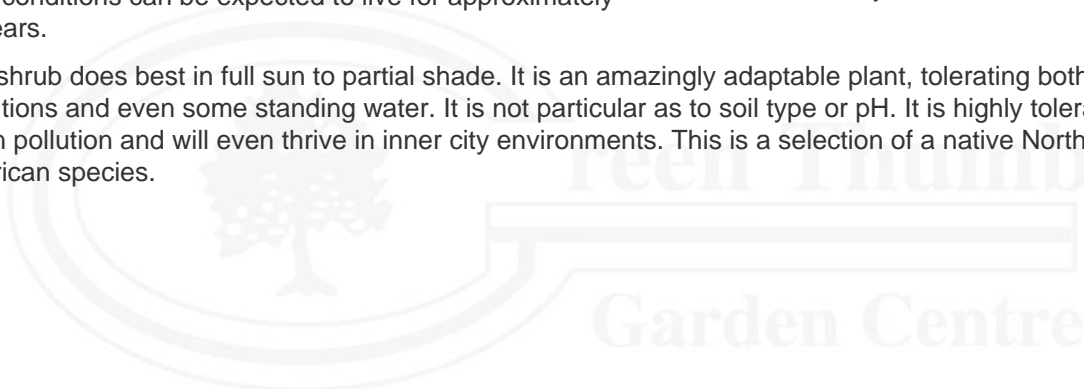 conditions can be expected to live for approximately
ears.
shrub does best in full sun to partial shade. It is an amazingly adaptable plant, tolerating both
tions and even some standing water. It is not particular as to soil type or pH. It is highly tolera
n pollution and will even thrive in inner city environments. This is a selection of a native North
rican species.
reen Thumb
Garden Centre